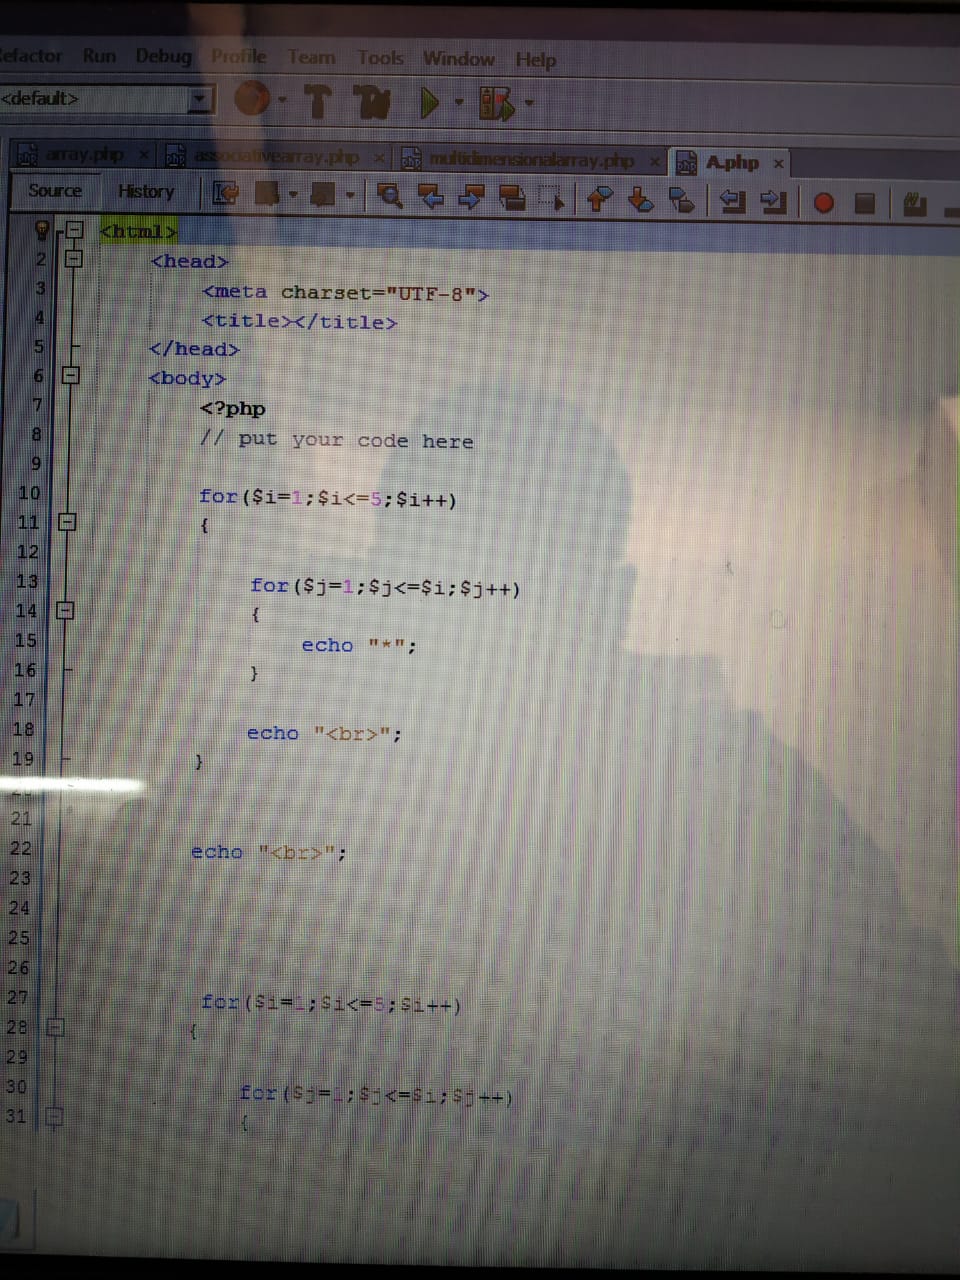 Refactor Run Debug Profile Team Tools Window Help
<default>
array.php × associativearray.php × multidimensionalarray.php × A.php ×
Source History
<html>
2 <head>
3 <meta charset="UTF-8">
4 <title></title>
5 </head>
6 <body>
7 <?php
8 // put your code here
9
10 for($i=1;$i<=5;$i++)
11 {
12
13 for($j=1;$j<=$i;$j++)
14 {
15 echo "*";
16 }
17
18 echo "<br>";
19 }
21
22 echo "<br>";
23
24
25
26
27 for($i=1;$i<=5;$i++)
28 {
29
30 for($j=1;$j<=$i;$j++)
31 {